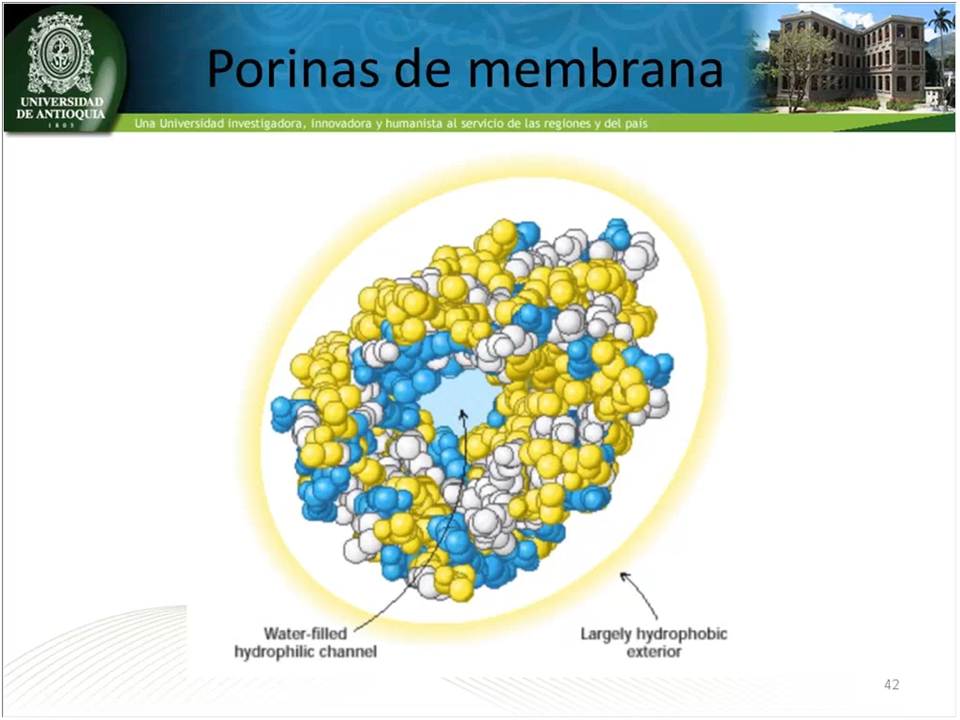 Porinas de membrana
UNIVERSIDAD
DE ANTIOQUIA
1803
Una Universidad investigadora, innovadora y humanista al servicio de las regiones y del país
Water-filled
hydrophilic channel
Largely hydrophobic
exterior
42